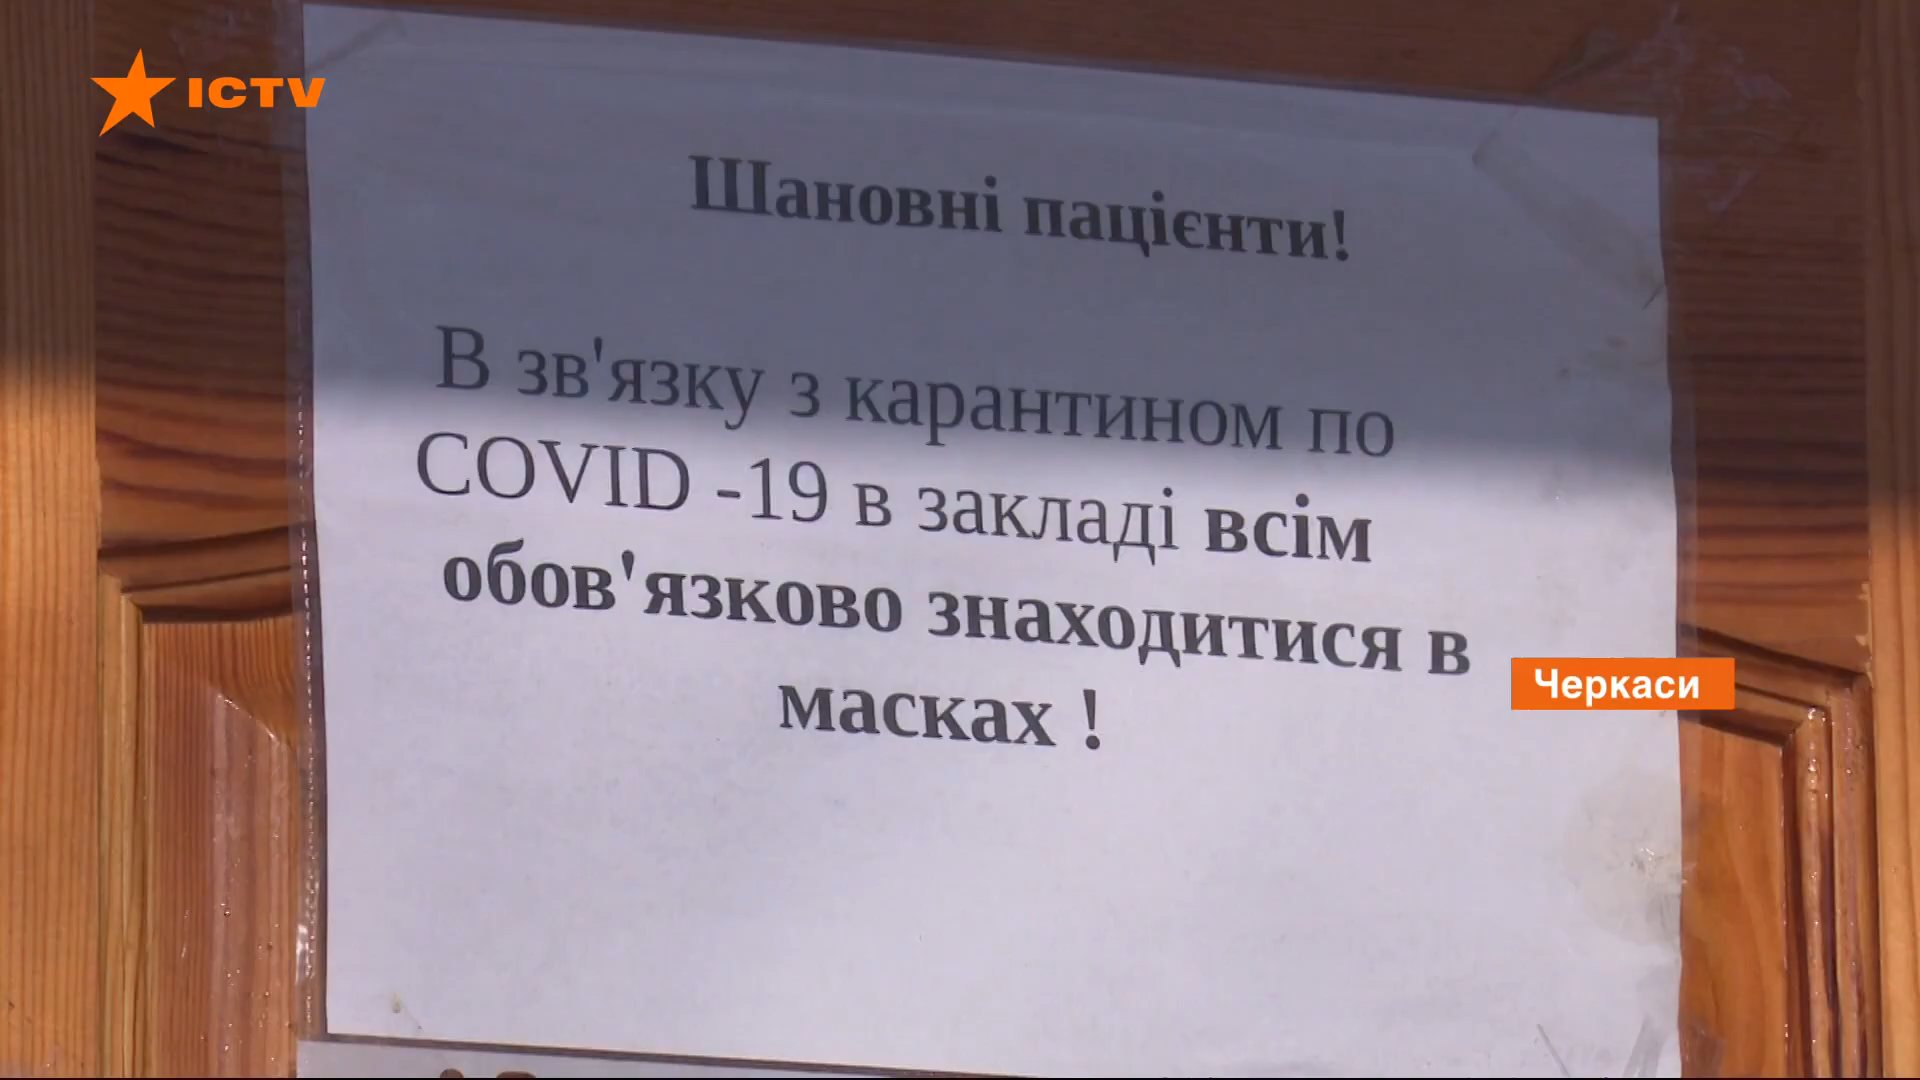 ICTV
Шановні пацієнти!
В зв'язку з карантином по
COVID -19 в закладі всім
обов'язково знаходитися в
масках !
Черкаси